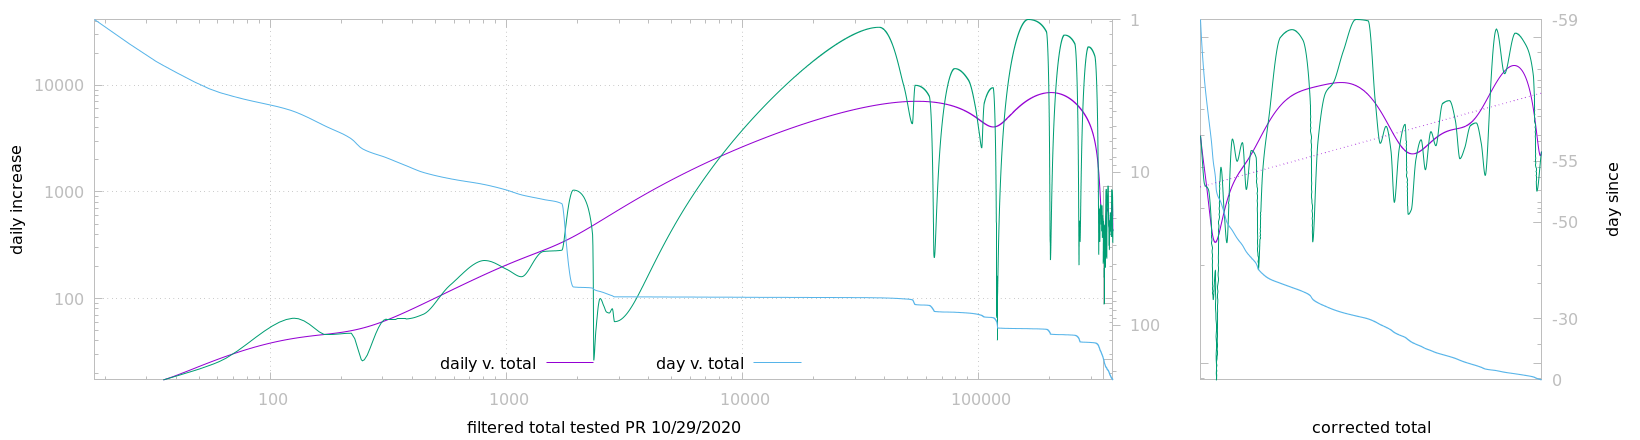 1
-59
10000
daily increase
-55
10
1000
-50
day since
100
100
-30
daily v. total
day v. total
0
100
1000
10000
100000
filtered total tested PR 10/29/2020
corrected total